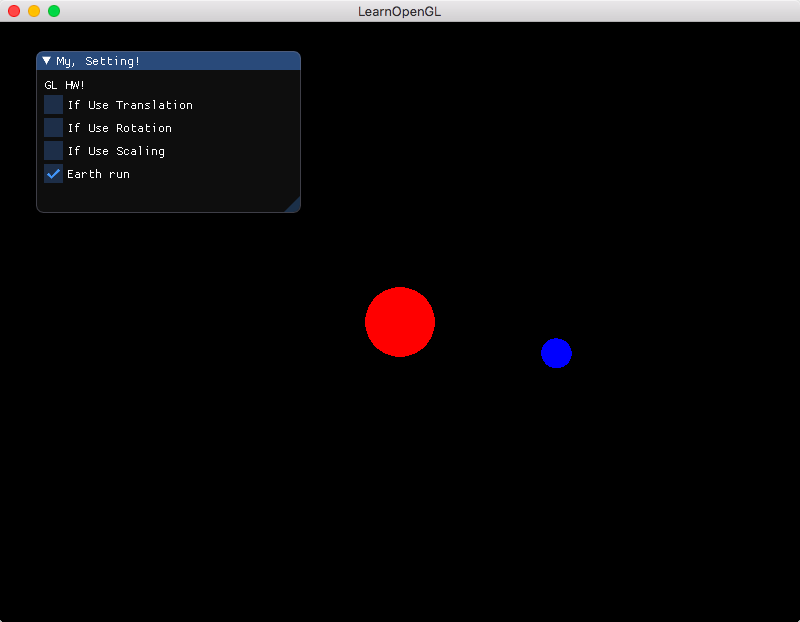 LearnOpenGL
My, Setting!
GL HW!
If Use Translation
If Use Rotation
If Use Scaling
Earth run